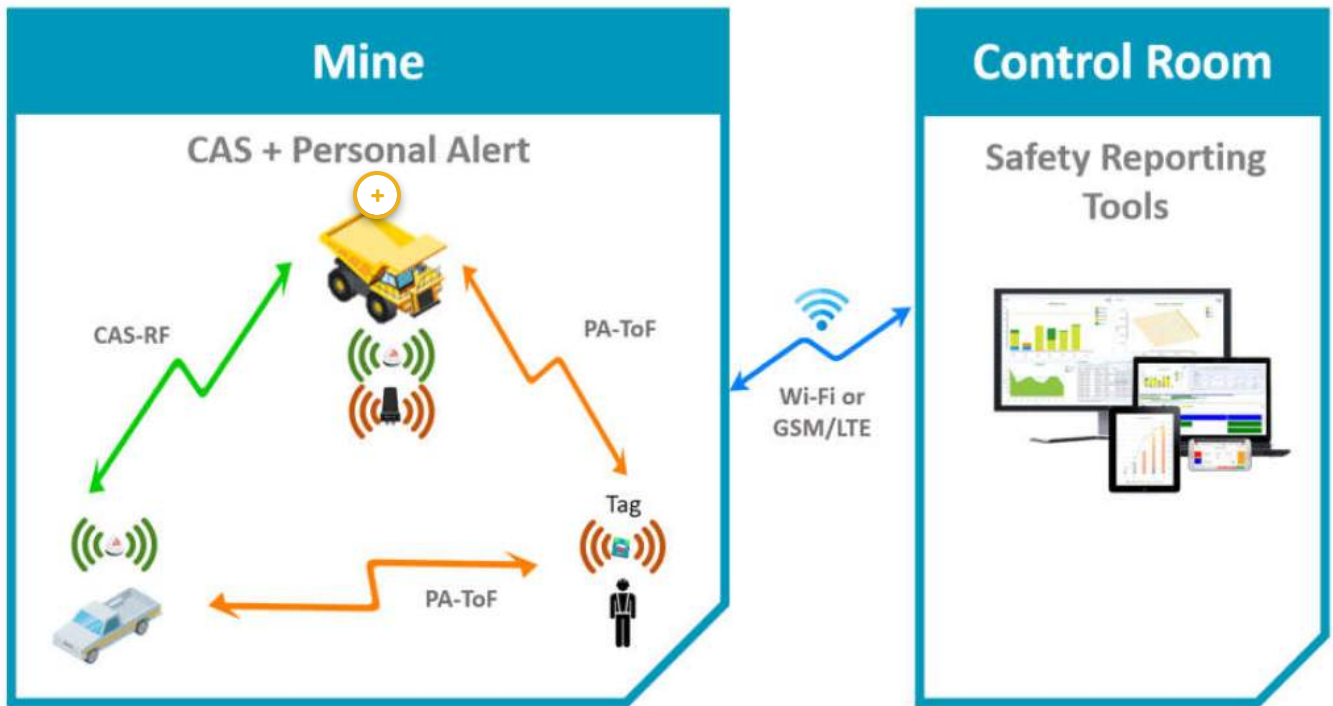 Mine
CAS + Personal Alert
+
CAS-RF
PA-ToF
Tag
PA-ToF
Wi-Fi or
GSM/LTE
Control Room
Safety Reporting
Tools